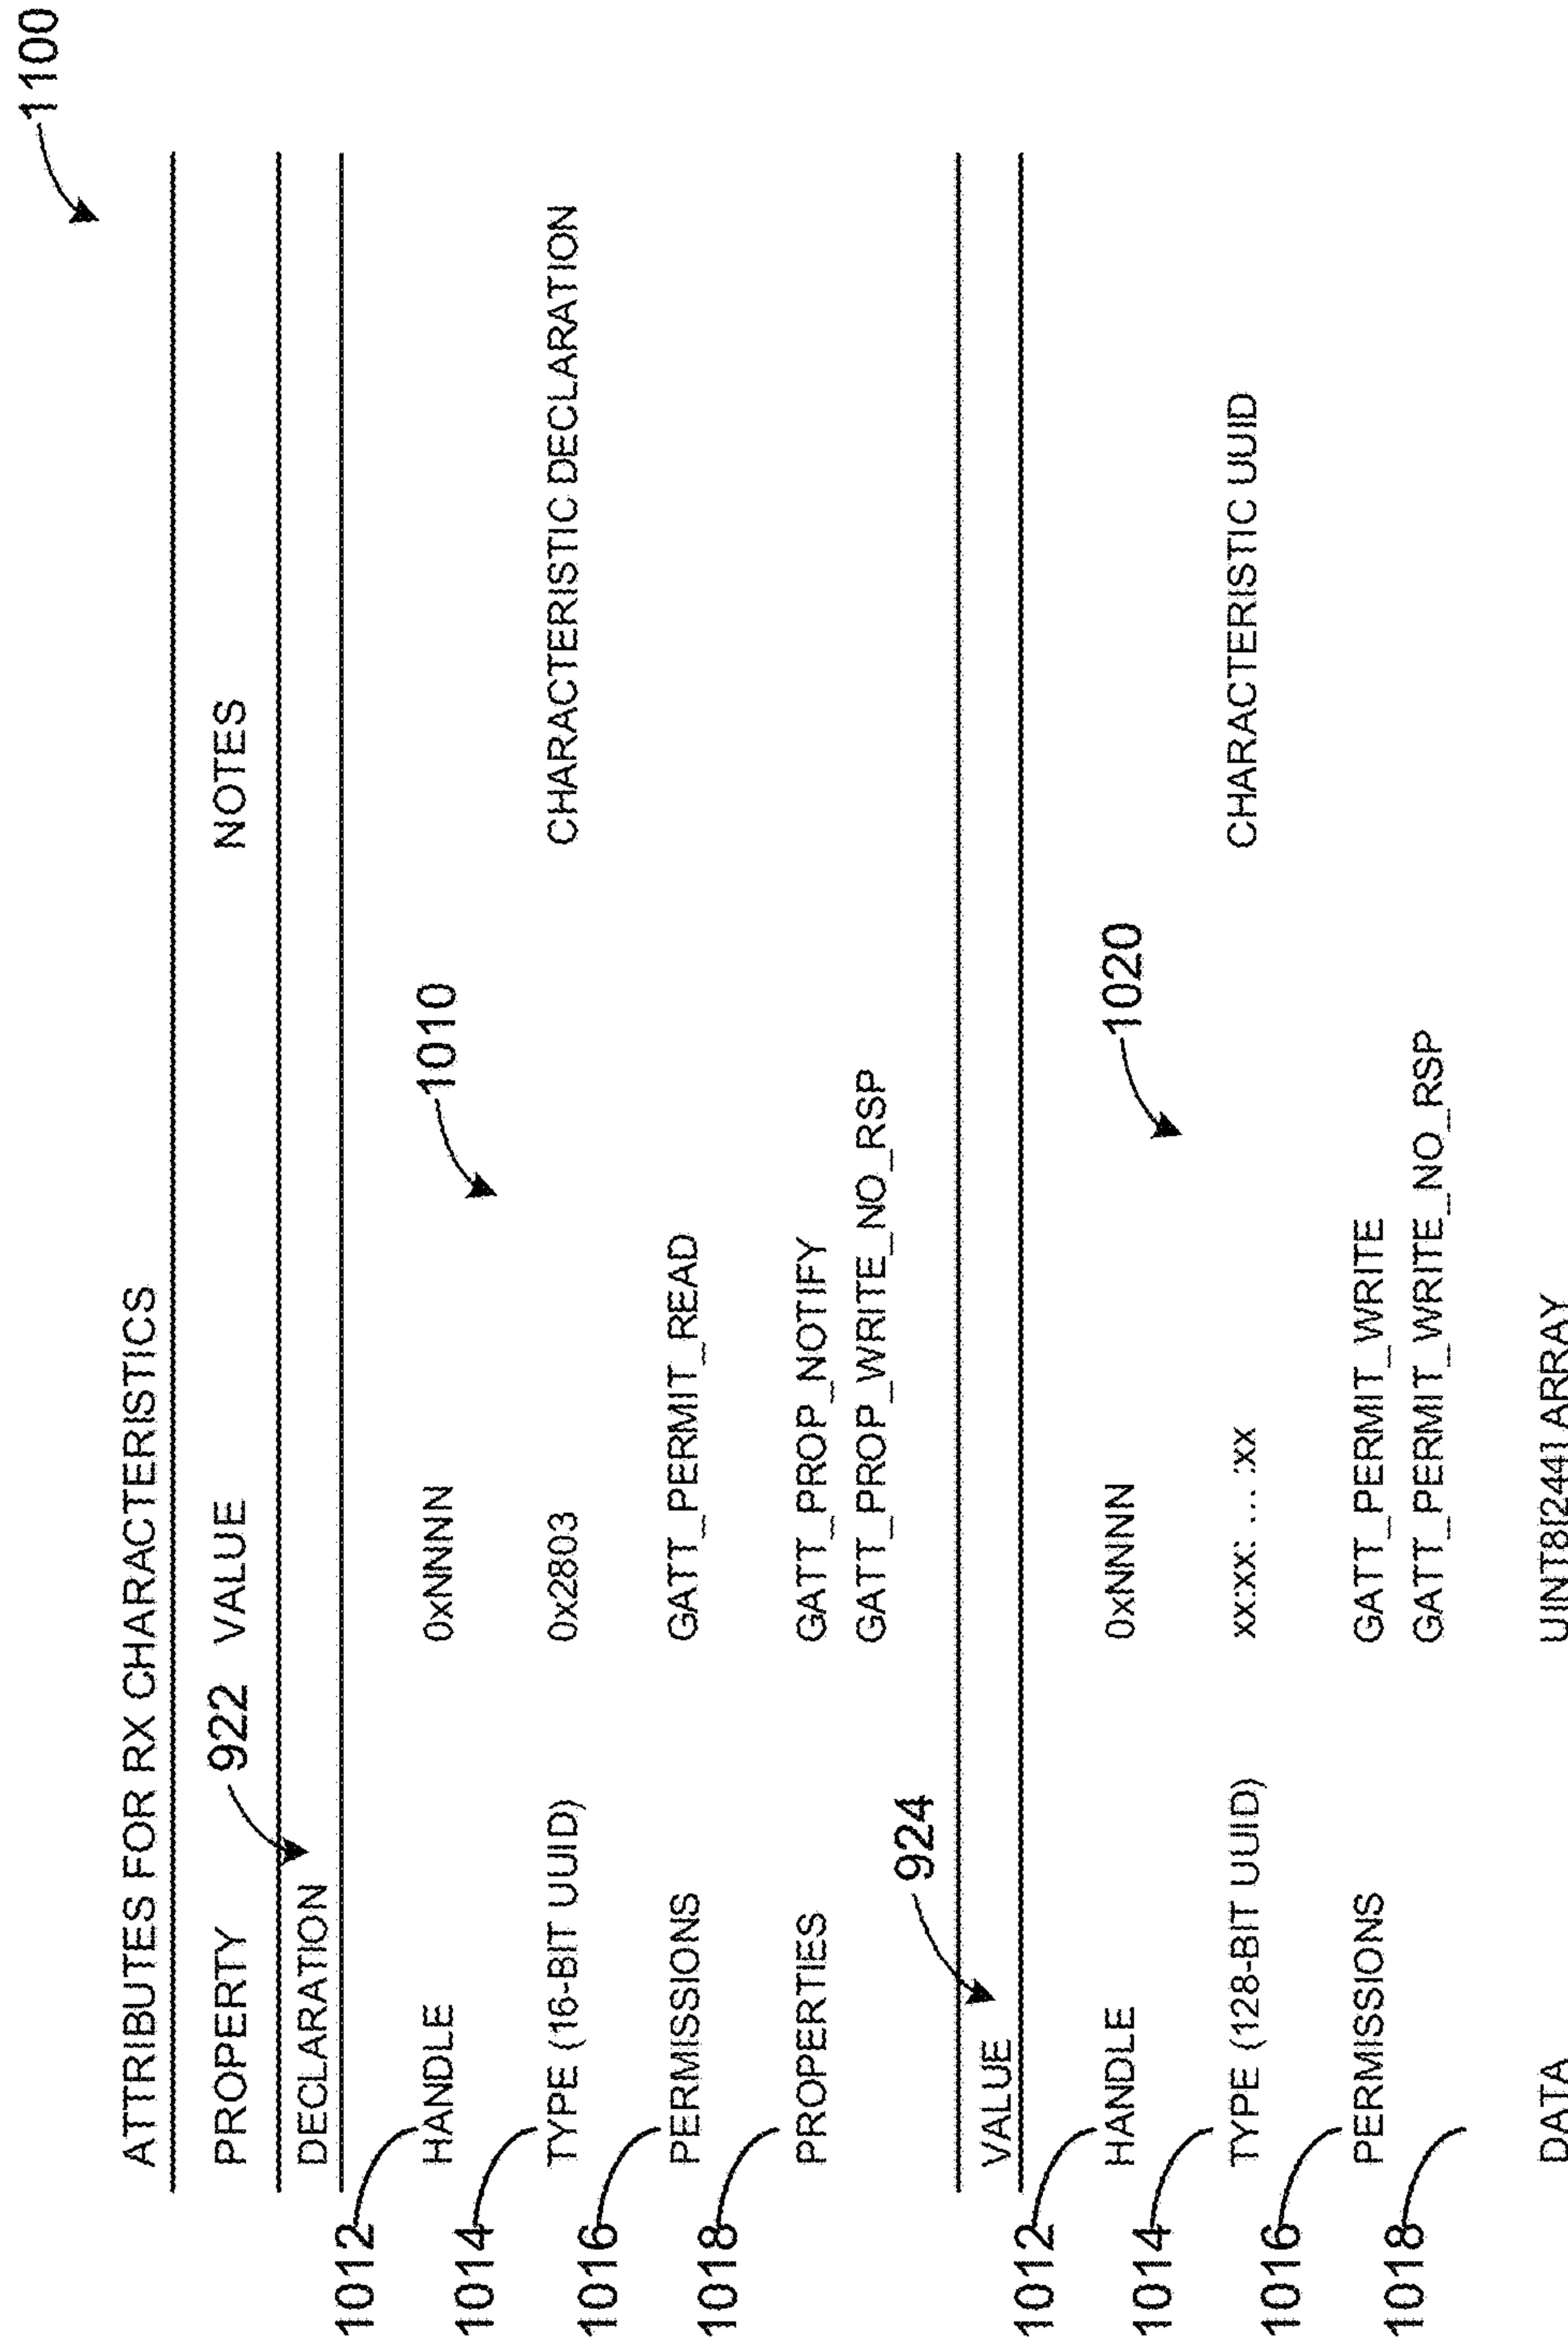 1100
ATTRIBUTES FOR RX CHARACTERISTICS
PROPERTY 922 VALUE NOTES
DECLARATION
1012 HANDLE 0xNNNN 1010
1014 TYPE (16-BIT UUID) 0x2803 CHARACTERISTIC DECLARATION
1016 PERMISSIONS GATT_PERMIT_READ
1018 PROPERTIES GATT_PROP_NOTIFY
GATT_PROP_WRITE_NO_RSP
924
VALUE
1012 HANDLE 0xNNNN 1020
1014 TYPE (128-BIT UUID) xx:xx: ... :xx CHARACTERISTIC UUID
1016 PERMISSIONS GATT_PERMIT_WRITE
GATT_PERMIT_WRITE_NO_RSP
1018 DATA UINT8[244] ARRAY